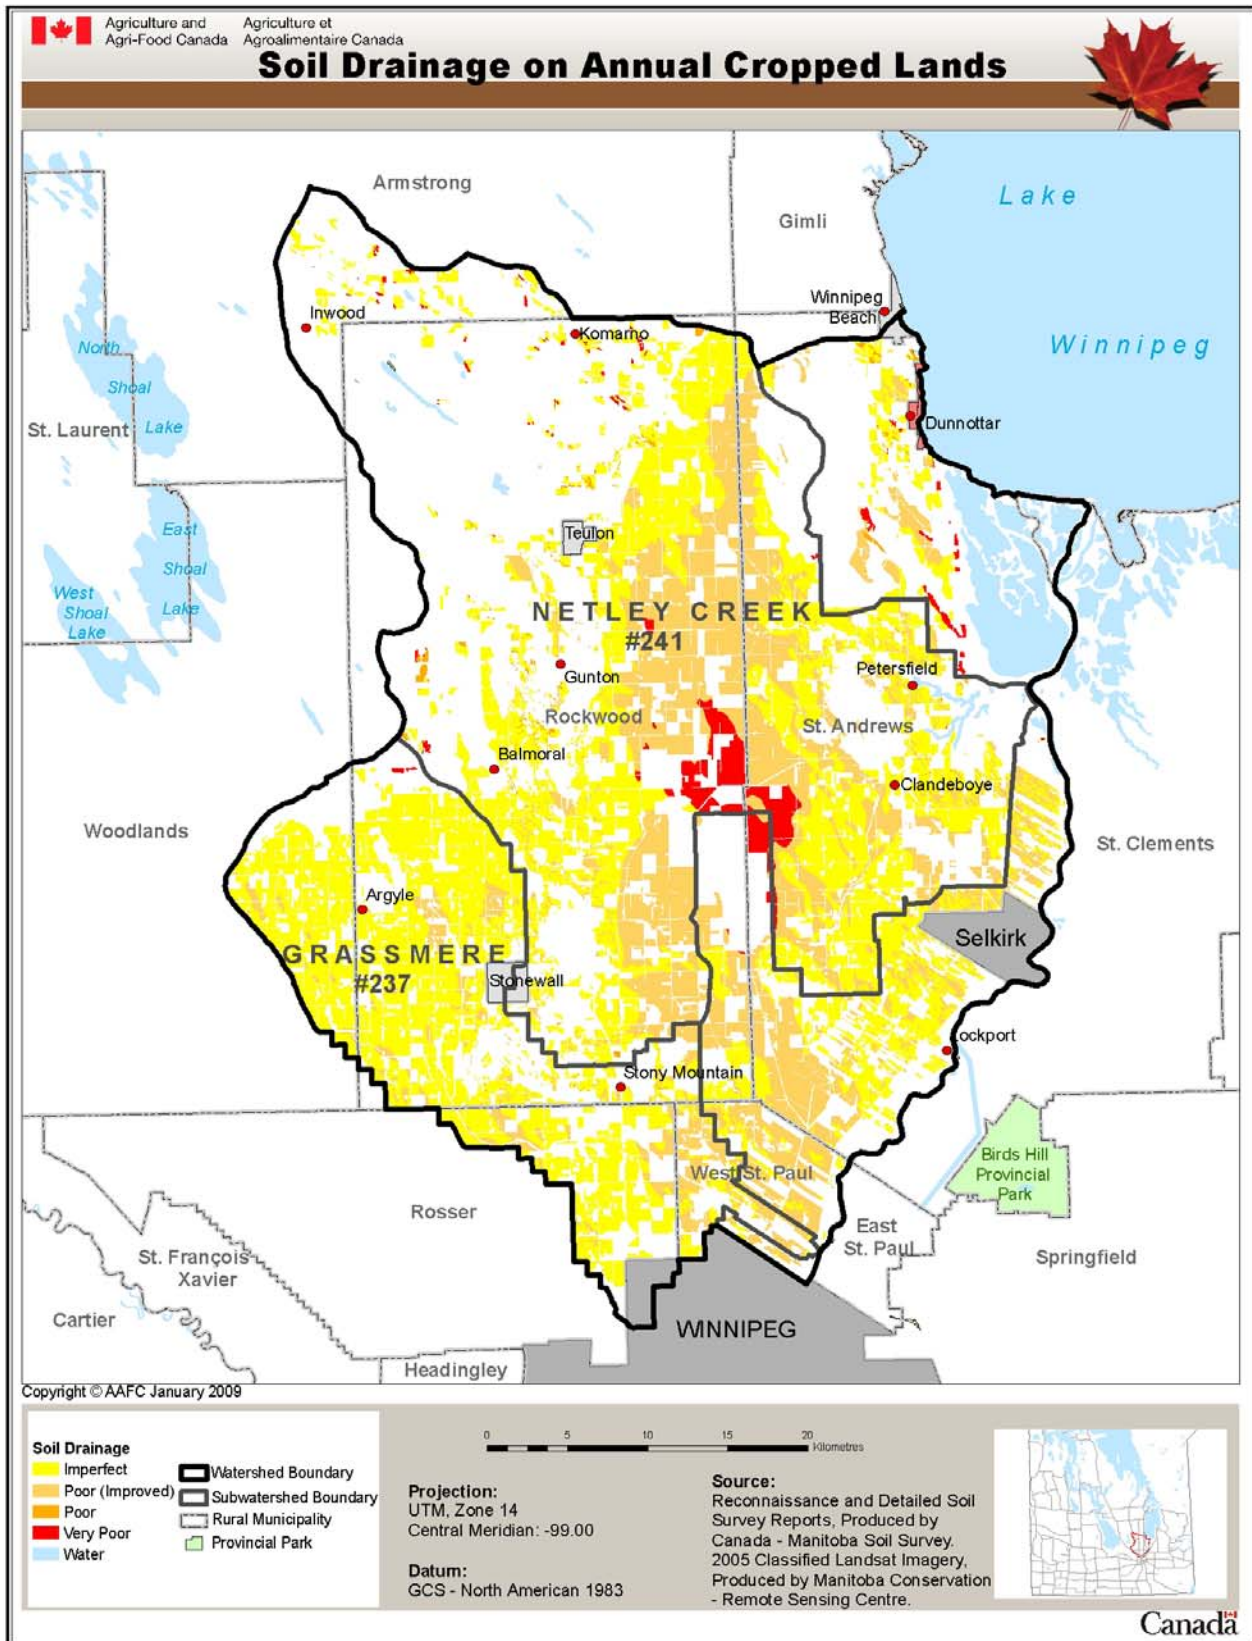 Agriculture and
Agri-Food Canada
Agriculture et
Agroalimentaire Canada
Soil Drainage on Annual Cropped Lands
Armstrong
Gimli
Lake
Winnipeg
Winnipeg
Beach
Inwood
Komarno
North
Shoal
Lake
St. Laurent
Dunnottar
East
Shoal
Lake
West
Shoal
Lake
Teulon
NETLEY CREEK
#241
Gunton
Petersfield
Rockwood
St. Andrews
Balmoral
Clandeboye
Woodlands
St. Clements
Argyle
GRASSMERE
#237
Stonewall
Selkirk
Lockport
Stony Mountain
Birds Hill
Provincial
Park
West St. Paul
Rosser
East
St. Paul
St. François
Xavier
Springfield
Cartier
WINNIPEG
Headingley
Copyright © AAFC January 2009
Soil Drainage
Imperfect
Poor (Improved)
Poor
Very Poor
Water
Watershed Boundary
Subwatershed Boundary
Rural Municipality
Provincial Park
0 5 10 15 20
Kilometres
Projection:
UTM, Zone 14
Central Meridian: -99.00
Datum:
GCS - North American 1983
Source:
Reconnaissance and Detailed Soil
Survey Reports, Produced by
Canada - Manitoba Soil Survey.
2005 Classified Landsat Imagery,
Produced by Manitoba Conservation
- Remote Sensing Centre.
Canada